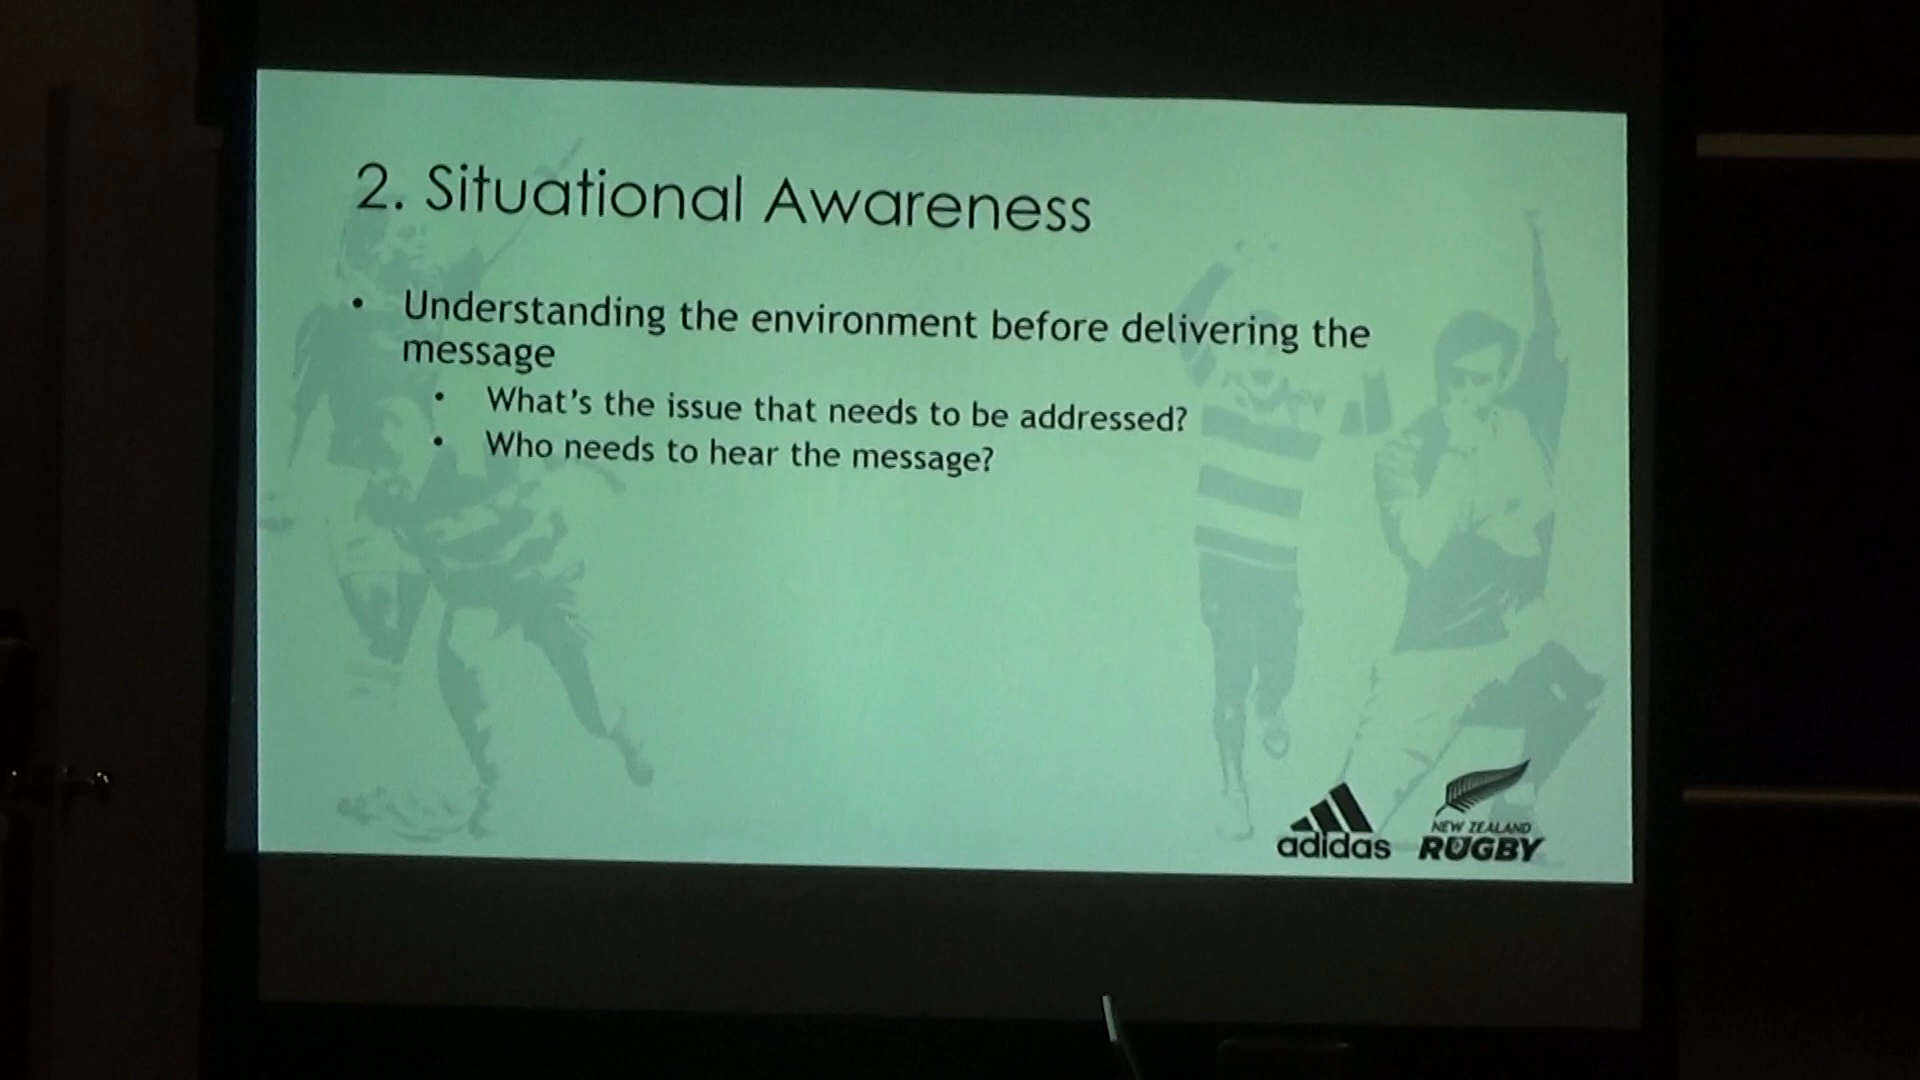 2. Situational Awareness
• Understanding the environment before delivering the
message
• What's the issue that needs to be addressed?
• Who needs to hear the message?
adidas
NEW ZEALAND
RUGBY